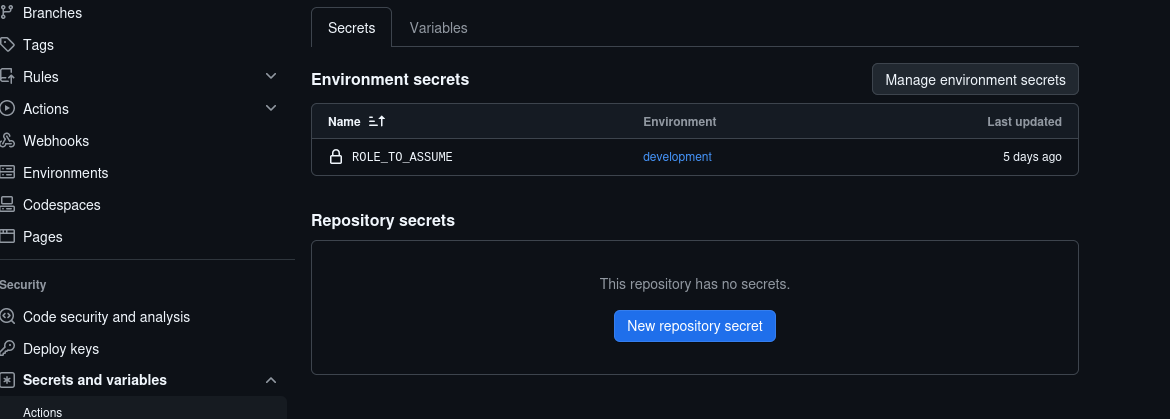 Branches
Tags
Rules
Actions
Webhooks
Environments
Codespaces
Pages
Security
Code security and analysis
Deploy keys
Secrets and variables
Actions
Secrets Variables
Environment secrets Manage environment secrets
Name Environment Last updated
ROLE_TO_ASSUME development 5 days ago
Repository secrets
This repository has no secrets.
New repository secret